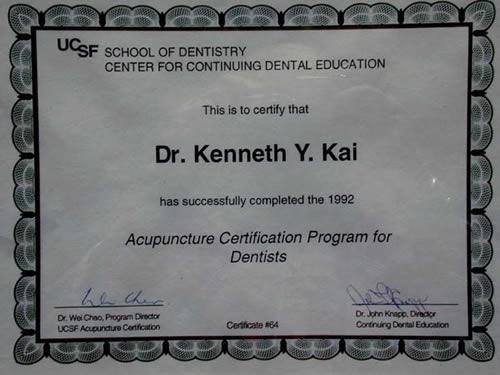 UCSF SCHOOL OF DENTISTRY
CENTER FOR CONTINUING DENTAL EDUCATION
This is to certify that
Dr. Kenneth Y. Kai
has successfully completed the 1992
Acupuncture Certification Program for
Dentists
Dr. Wei Chao, Program Director
UCSF Acupuncture Certification
Certificate #64
Dr. John Knapp, Director
Continuing Dental Education